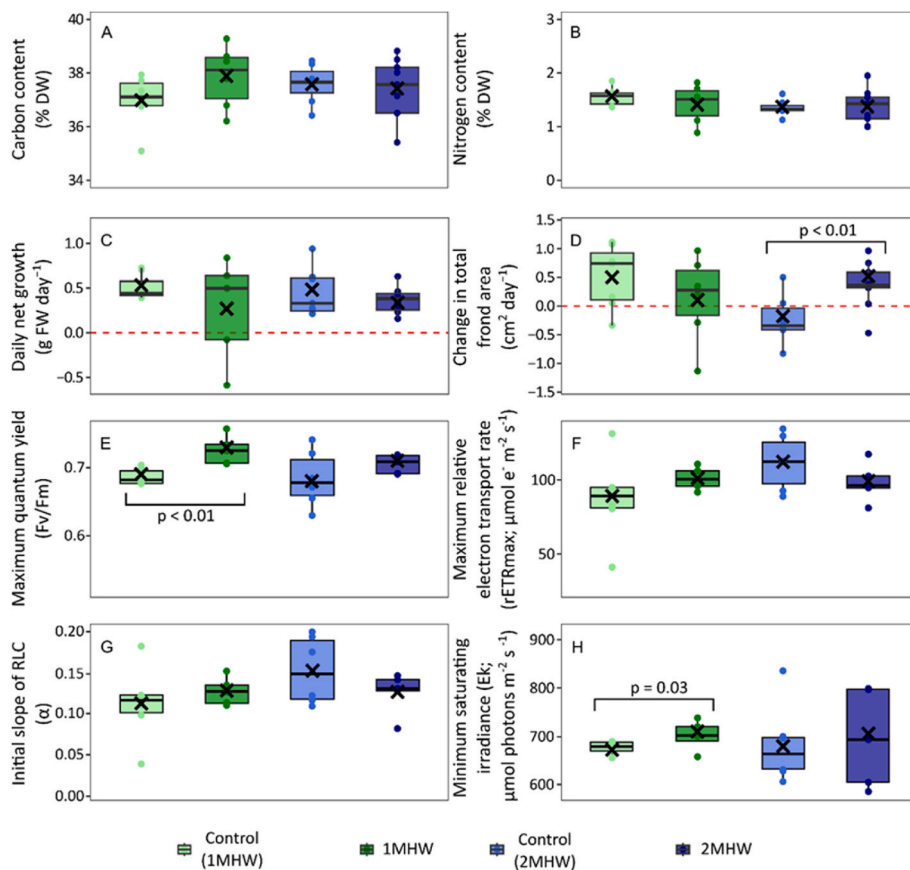 A
Carbon content
(% DW)
40
38
36
34
B
Nitrogen content
(% DW)
3
2
1
0
C
Daily net growth
(g FW day⁻¹)
1.0
0.5
0.0
−0.5
D
p < 0.01
Change in total
frond area
(cm² day⁻¹)
1.5
1.0
0.5
0.0
−0.5
−1.0
−1.5
E
p < 0.01
Maximum quantum yield
(Fv/Fm)
0.7
0.6
F
Maximum relative
electron transport rate
(rETRmax; µmol e⁻ m⁻² s⁻¹)
100
50
G
Initial slope of RLC
(α)
0.20
0.15
0.10
0.05
0.00
H
p = 0.03
Minimum saturating
irradiance (Ek;
µmol photons m⁻² s⁻¹)
900
800
700
600
Control
(1MHW)
1MHW
Control
(2MHW)
2MHW